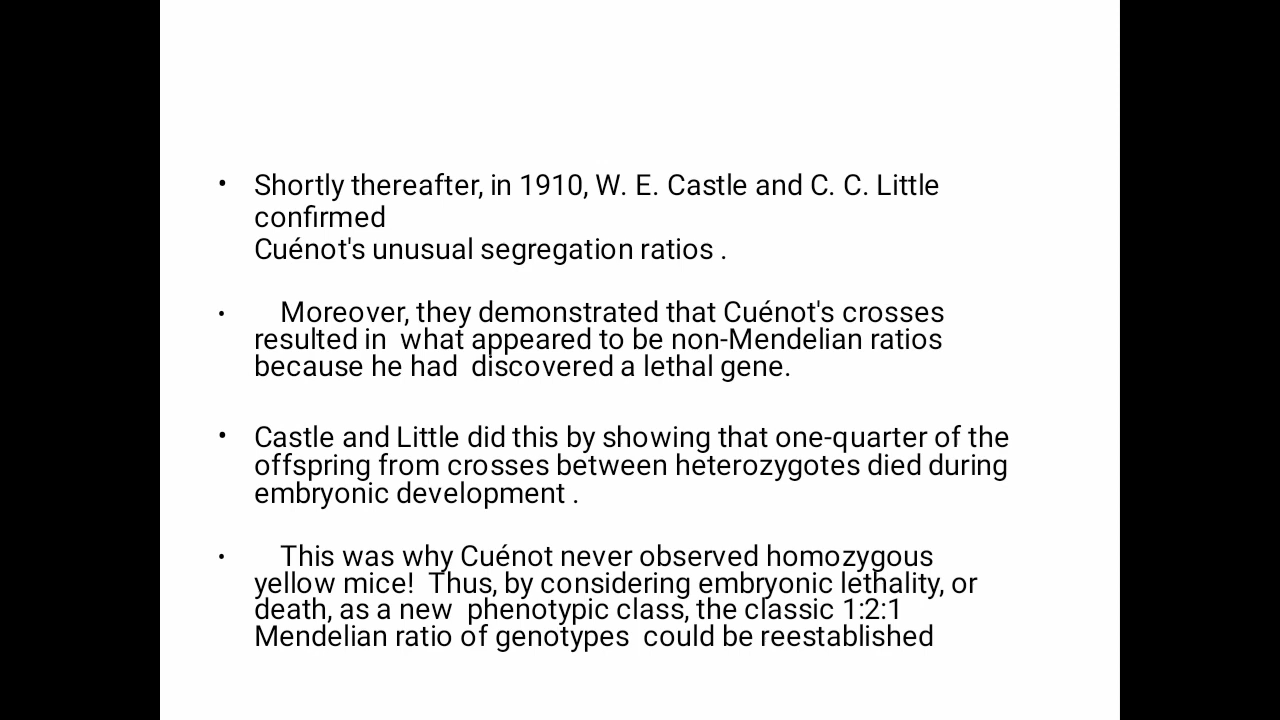 • Shortly thereafter, in 1910, W. E. Castle and C. C. Little
confirmed
Cuénot's unusual segregation ratios .
• Moreover, they demonstrated that Cuénot's crosses
resulted in  what appeared to be non-Mendelian ratios
because he had  discovered a lethal gene.
• Castle and Little did this by showing that one-quarter of the
offspring from crosses between heterozygotes died during
embryonic development .
• This was why Cuénot never observed homozygous
yellow mice!  Thus, by considering embryonic lethality, or
death, as a new  phenotypic class, the classic 1:2:1
Mendelian ratio of genotypes  could be reestablished